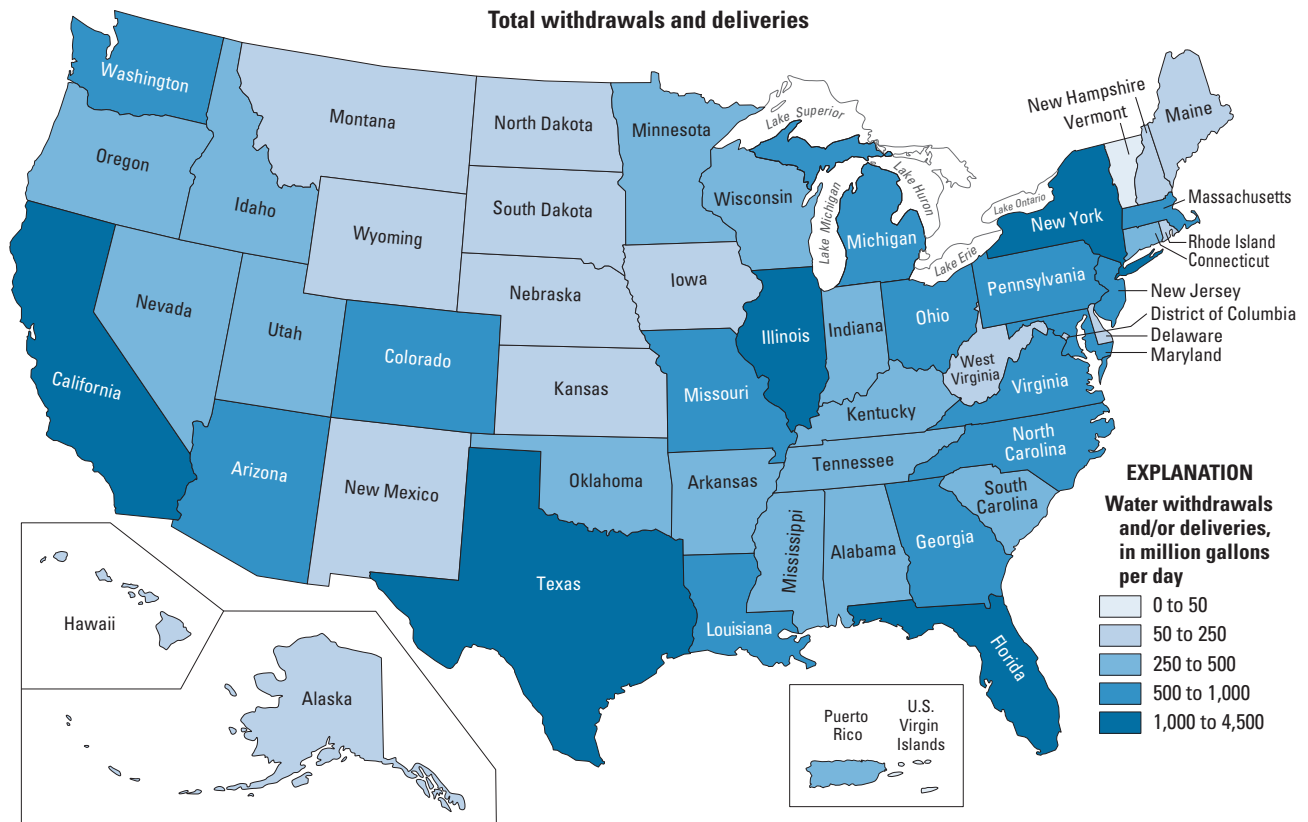 Total withdrawals and deliveries
Washington
Montana
North Dakota
Minnesota
Lake Superior
New Hampshire
Vermont
Maine
Oregon
Idaho
Wyoming
South Dakota
Wisconsin
Lake Michigan
Michigan
Lake Huron
Lake Ontario
Lake Erie
New York
Massachusetts
Rhode Island
Connecticut
Nevada
Utah
Colorado
Nebraska
Iowa
Illinois
Indiana
Ohio
Pennsylvania
New Jersey
District of Columbia
Delaware
Maryland
California
Kansas
Missouri
Kentucky
West
Virginia
Virginia
Arizona
New Mexico
Oklahoma
Arkansas
Tennessee
North
Carolina
South
Carolina
Texas
Louisiana
Mississippi
Alabama
Georgia
Florida
Hawaii
Alaska
Puerto
Rico
U.S.
Virgin
Islands
EXPLANATION
Water withdrawals
and/or deliveries,
in million gallons
per day
0 to 50
50 to 250
250 to 500
500 to 1,000
1,000 to 4,500